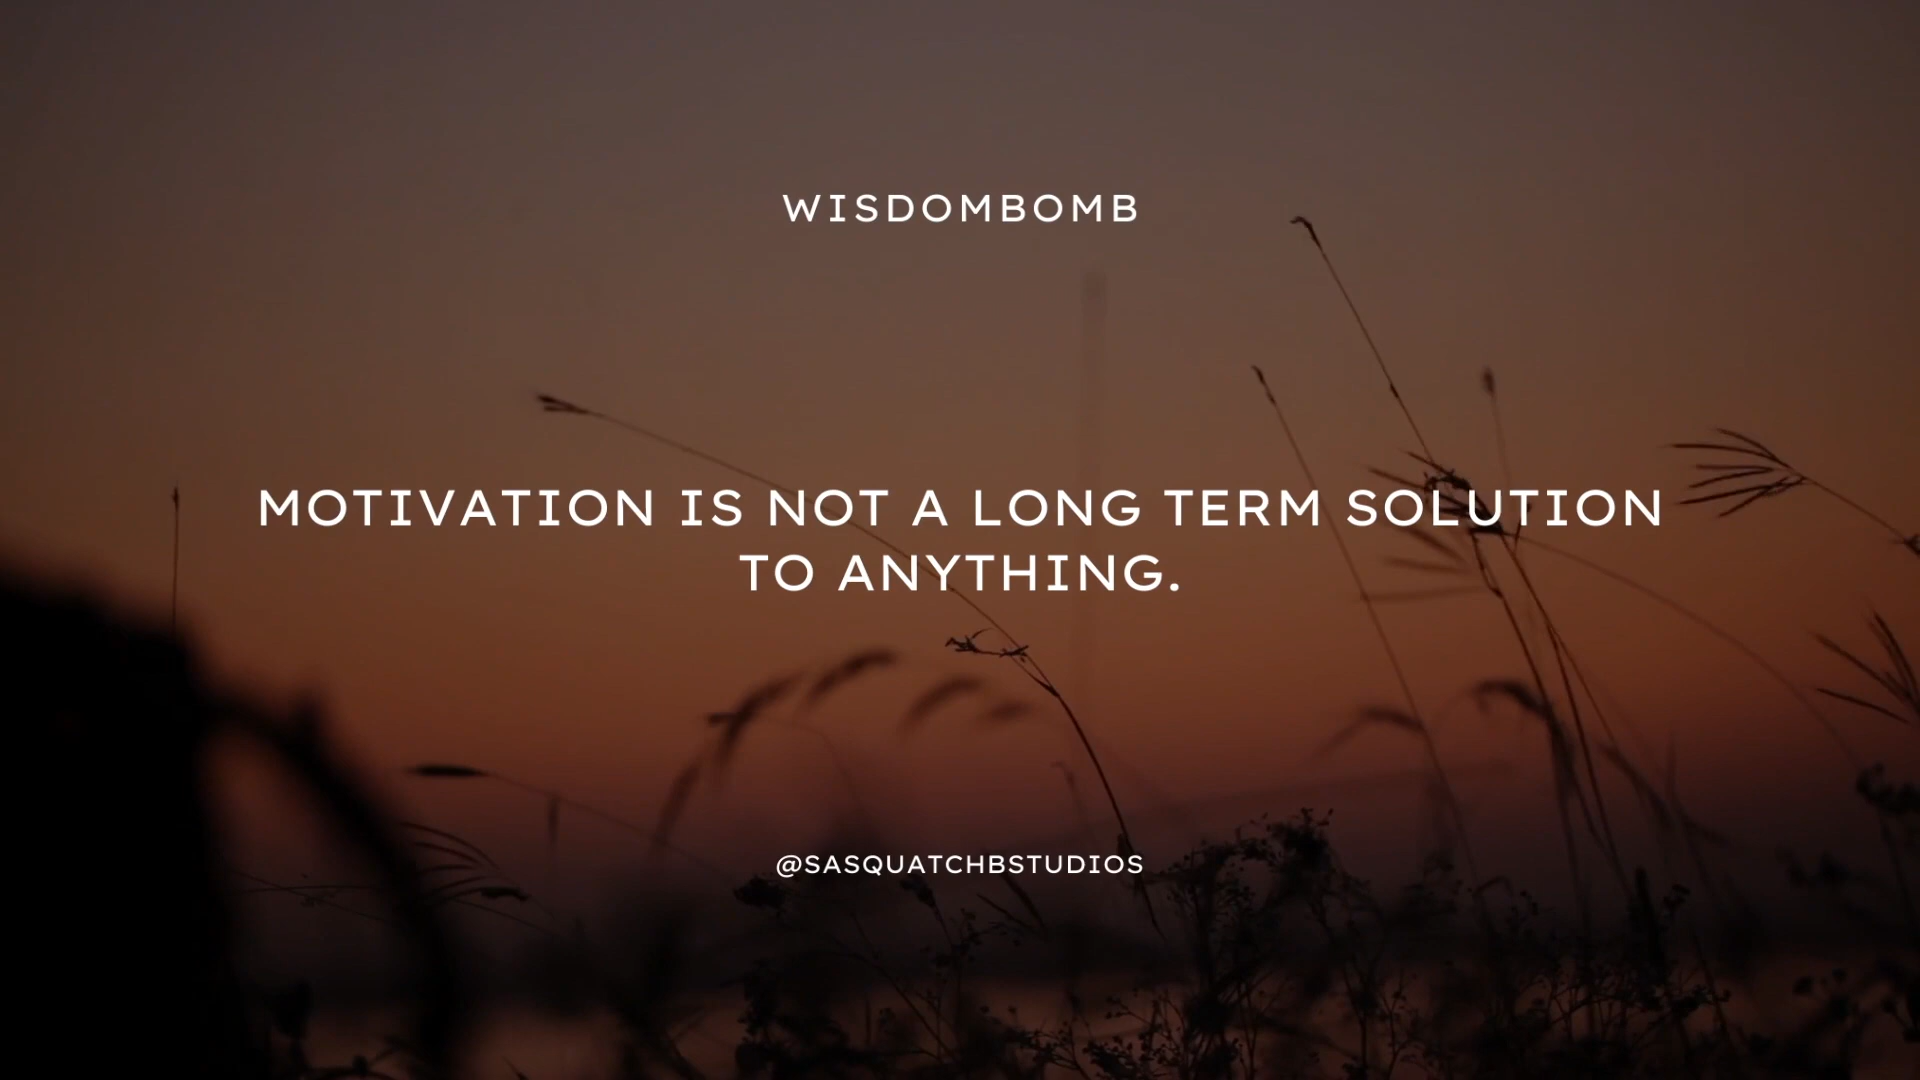 WISDOMBOMB
MOTIVATION IS NOT A LONG TERM SOLUTION
TO ANYTHING.
@SASQUATCHBSTUDIOS